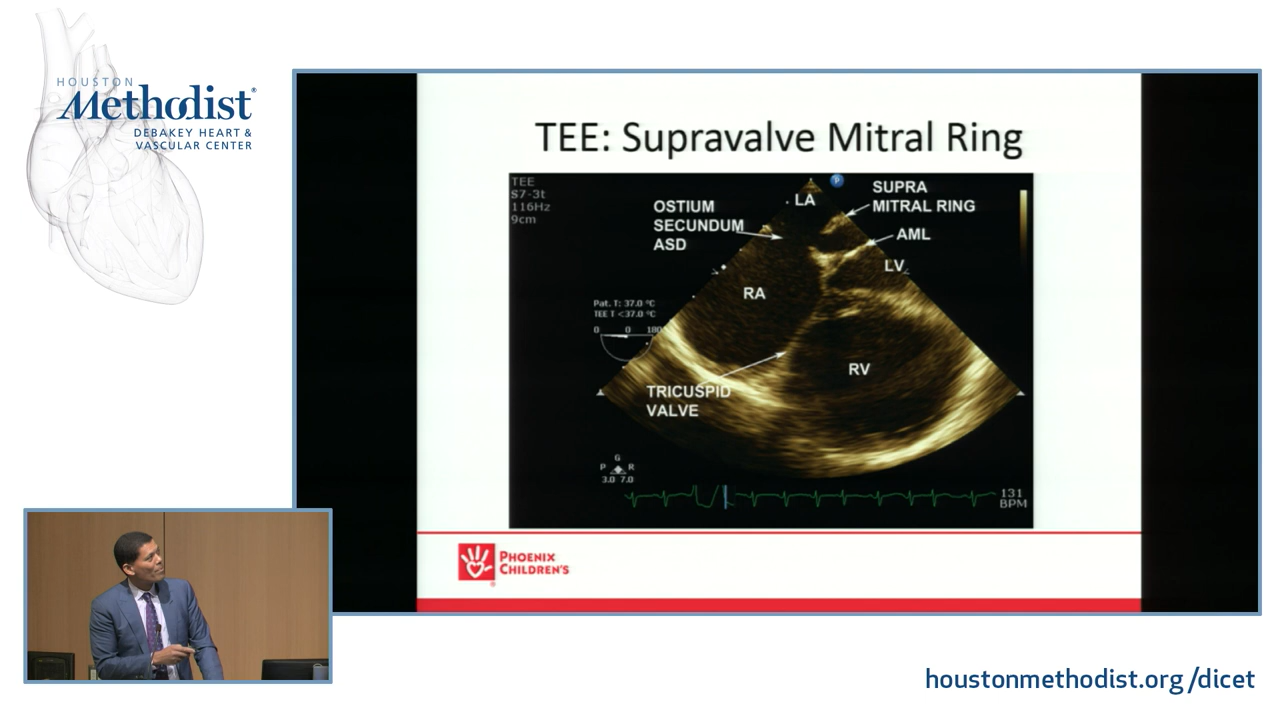 HOUSTON
Methodist®
DEBAKEY HEART &
VASCULAR CENTER
TEE: Supravalve Mitral Ring
TEE
S7-3t
116Hz
9cm
P
LA
SUPRA
MITRAL RING
OSTIUM
SECUNDUM
ASD
AML
LV
RA
Pat. T: 37.0 °C
TEE T <37.0 °C
0 0 180
RV
TRICUSPID
VALVE
G
P R
3.0 7.0
131
BPM
PHOENIX
CHILDREN'S
houstonmethodist.org/dicet